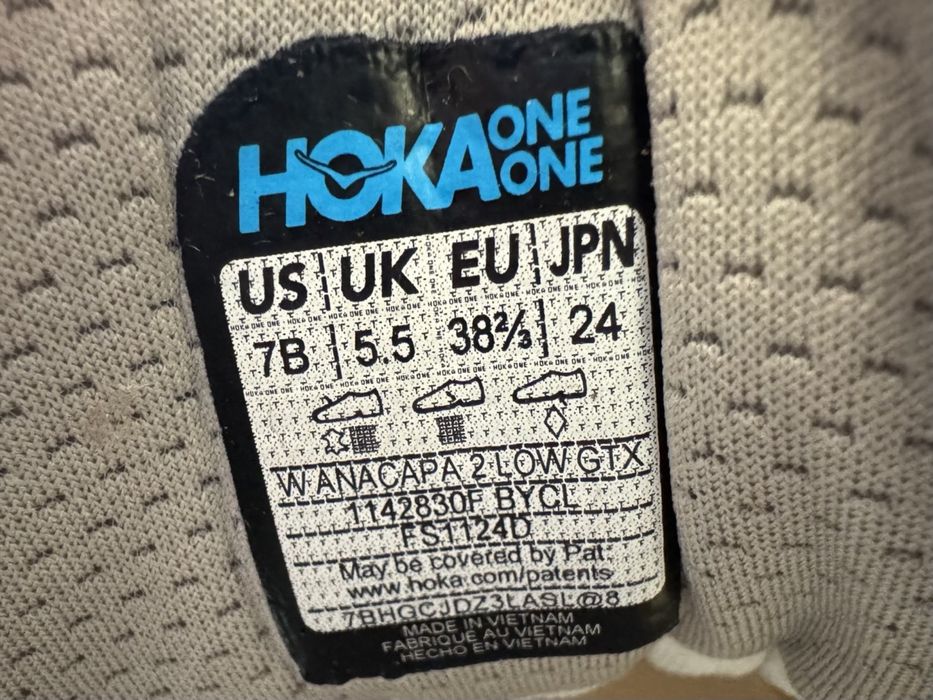 HOKA ONE ONE
US UK EU JPN
7B 5.5 38⅔ 24
W ANACAPA 2 LOW GTX
1142830F BYCL
FS1124D
May be covered by Pat.
www.hoka.com/patents
7BHGCJDZ3LASL@8
MADE IN VIETNAM
FABRIQUE AU VIETNAM
HECHO EN VIETNAM